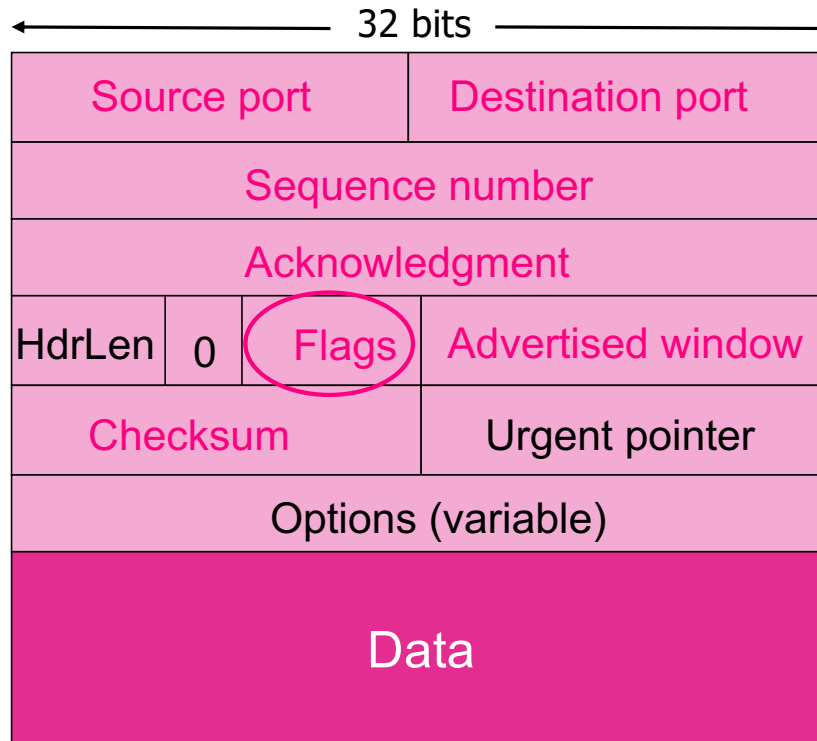 32 bits
Source port Destination port
Sequence number
Acknowledgment
HdrLen 0 Flags Advertised window
Checksum Urgent pointer
Options (variable)
Data